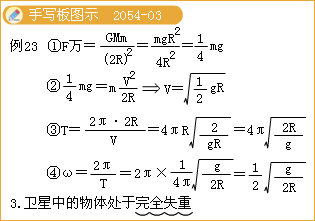 手写板图示 2054-03
例23 ①F万=GMm/(2R)²=mgR²/4R²=1/4 mg
②1/4 mg=m V²/2R⇒V=√(1/2 gR)
③T=2π·2R/V=4πR√(2/gR)=4π√(2R/g)
④ω=2π/T=2π×1/4π √(g/2R)=1/2 √(g/2R)
3.卫星中的物体处于完全失重